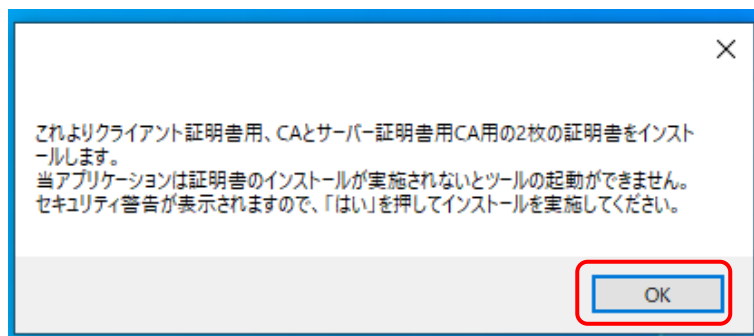 これよりクライアント証明書用、CAとサーバー証明書用CA用の2枚の証明書をインスト
ールします。
当アプリケーションは証明書のインストールが実施されないとツールの起動ができません。
セキュリティ警告が表示されますので、「はい」を押してインストールを実施してください。
OK